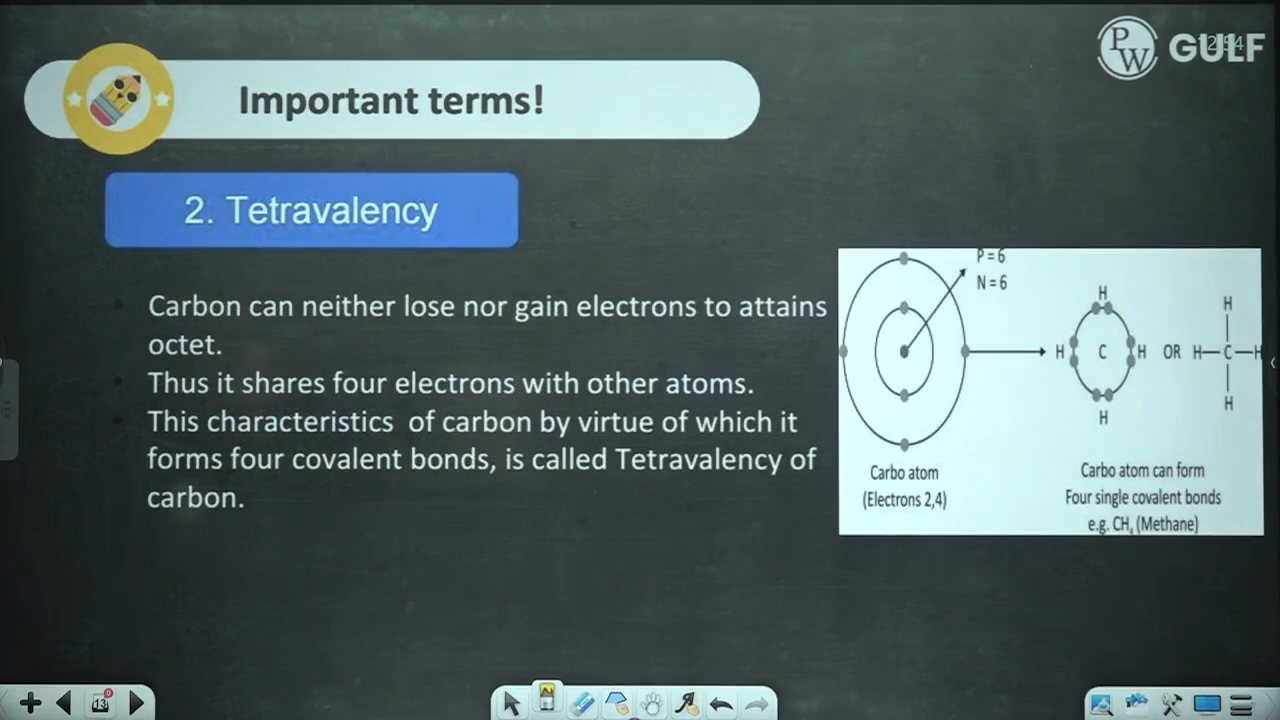 PW GULF
Important terms!
2. Tetravalency
Carbon can neither lose nor gain electrons to attains
octet.
Thus it shares four electrons with other atoms.
This characteristics of carbon by virtue of which it
forms four covalent bonds, is called Tetravalency of
carbon.
P = 6
N = 6
H
H C H
H
OR
H
H—C—H
H
Carbo atom
(Electrons 2,4)
Carbo atom can form
Four single covalent bonds
e.g. CH₄ (Methane)
13
0